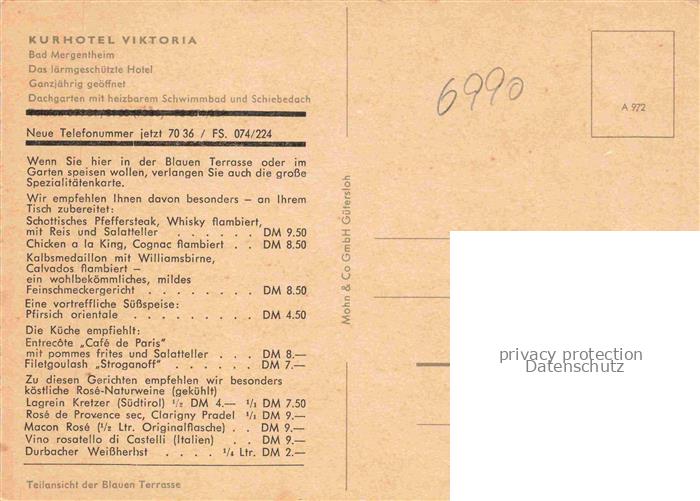 KURHOTEL VIKTORIA
Bad Mergentheim
Das lärmgeschützte Hotel
Ganzjährig geöffnet
Dachgarten mit heizbarem Schwimmbad und Schiebedach
Neue Telefonummer jetzt 70 36 / FS. 074/224
Wenn Sie hier in der Blauen Terrasse oder im
Garten speisen wollen, verlangen Sie auch die große
Spezialitätenkarte.
Wir empfehlen Ihnen davon besonders – an Ihrem
Tisch zubereitet:
Schottisches Pfeffersteak, Whisky flambiert,
mit Reis und Salatteller . . . . . . DM 9.50
Chicken a la King, Cognac flambiert . . DM 8.50
Kalbsmedaillon mit Williamsbirne,
Calvados flambiert –
ein wohlbekömmliches, mildes
Feinschmeckergericht . . . . . . . . DM 8.50
Eine vortreffliche Süßspeise:
Pfirsich orientale . . . . . . . . . DM 4.50
Die Küche empfiehlt:
Entrecôte „Café de Paris"
mit pommes frites und Salatteller . . . DM 8.—
Filetgoulash „Stroganoff" . . . . . . DM 7.—
Zu diesen Gerichten empfehlen wir besonders
köstliche Rosé-Naturweine (gekühlt)
Lagrein Kretzer (Südtirol) ½ DM 4.— ¹/₁ DM 7.50
Rosé de Provence sec, Clarigny Pradel ¹/₁ DM 9.—
Macon Rosé (¹/₂ Ltr. Originalflasche) . . DM 9.—
Vino rosatello di Castelli (Italien) . . DM 9.—
Durbacher Weißherbst . . . . ¹/₄ Ltr. DM 2.—
Teilansicht der Blauen Terrasse
Mohn & Co GmbH Gütersloh
6990
A 972
privacy protection
Datenschutz